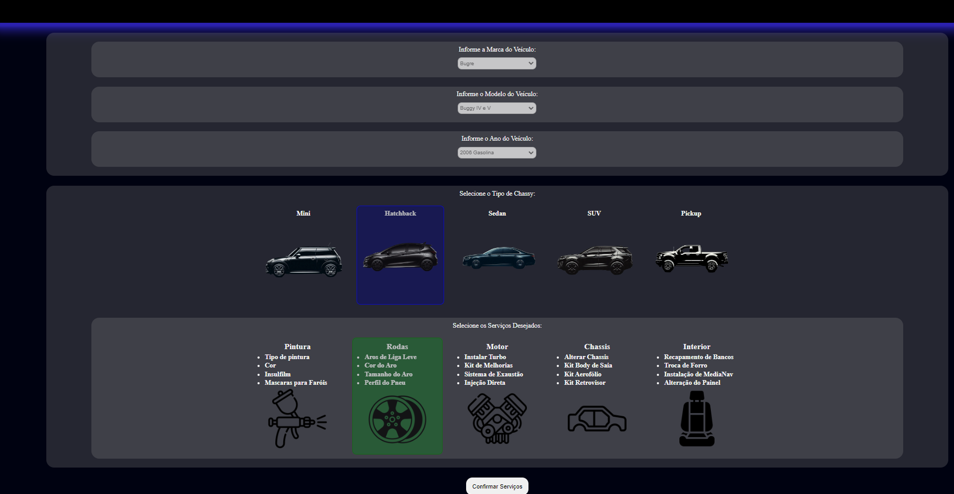 Informe a Marca do Veículo:
Bugre
Informe o Modelo do Veículo:
Buggy IV e V
Informe o Ano do Veículo:
2006 Gasolina
Selecione o Tipo de Chassy:
Mini Hatchback Sedan SUV Pickup
Selecione os Serviços Desejados:
Pintura
Tipo de pintura
Cor
Insulfilm
Mascaras para Faróis
Rodas
Aros de Liga Leve
Cor do Aro
Tamanho do Aro
Perfil do Pneu
Motor
Instalar Turbo
Kit de Melhorias
Sistema de Exaustão
Injeção Direta
Chassis
Alterar Chassis
Kit Body de Saia
Kit Aerofólio
Kit Retrovisor
Interior
Recapamento de Bancos
Troca de Forro
Instalação de MediaNav
Alteração do Painel
Confirmar Serviços